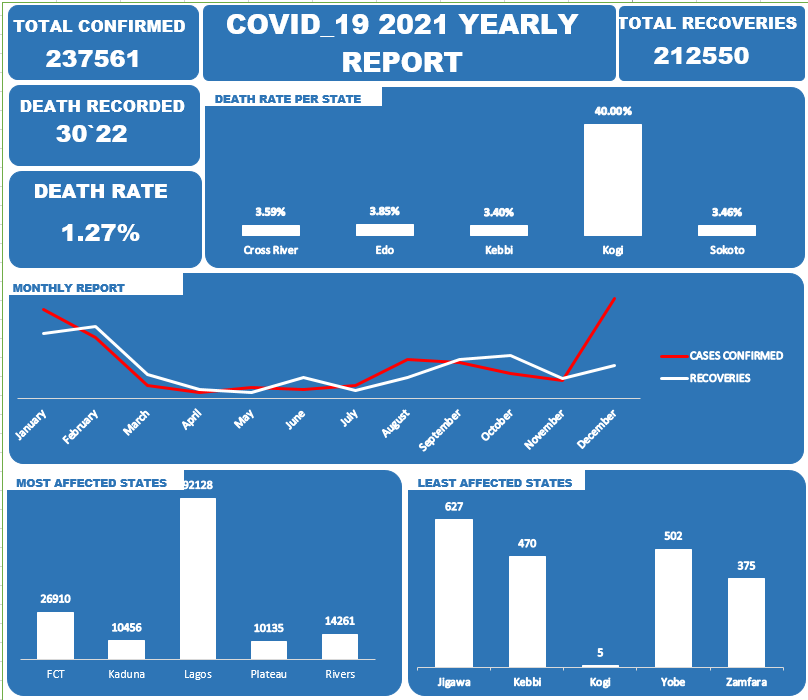 TOTAL CONFIRMED
237561
COVID_19 2021 YEARLY
REPORT
TOTAL RECOVERIES
212550
DEATH RECORDED
30`22
DEATH RATE
1.27%
DEATH RATE PER STATE
40.00%
3.59%
3.85%
3.40%
3.46%
Cross River
Edo
Kebbi
Kogi
Sokoto
MONTHLY REPORT
CASES CONFIRMED
RECOVERIES
January
February
March
April
May
June
July
August
September
October
November
December
MOST AFFECTED STATES
92128
26910
10456
10135
14261
FCT
Kaduna
Lagos
Plateau
Rivers
LEAST AFFECTED STATES
627
470
5
502
375
Jigawa
Kebbi
Kogi
Yobe
Zamfara